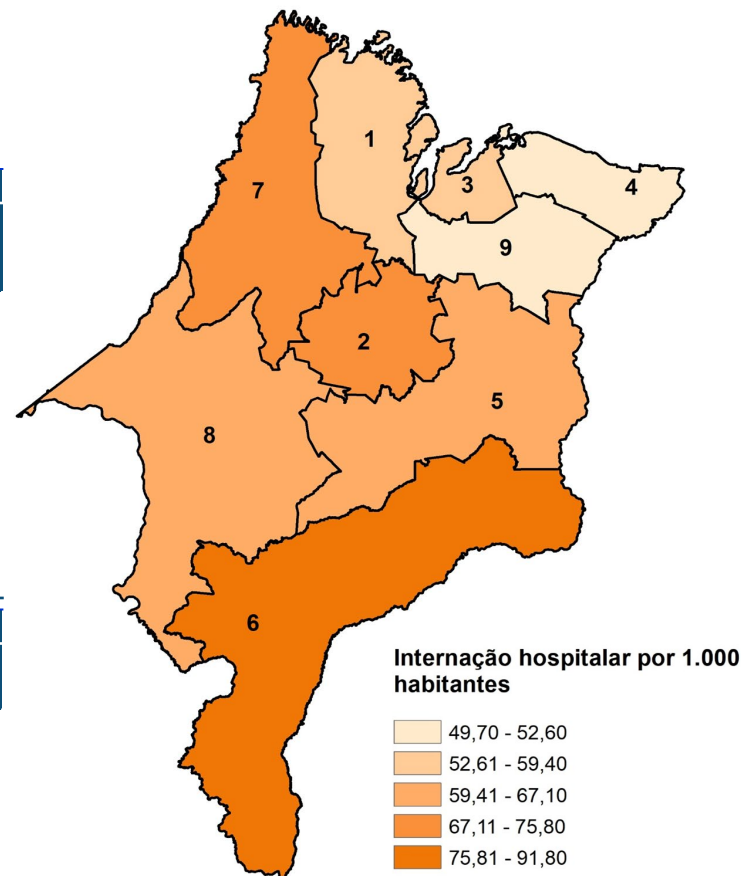 1
3
4
7
9
2
5
8
6
Internação hospitalar por 1.000
habitantes
49,70 - 52,60
52,61 - 59,40
59,41 - 67,10
67,11 - 75,80
75,81 - 91,80